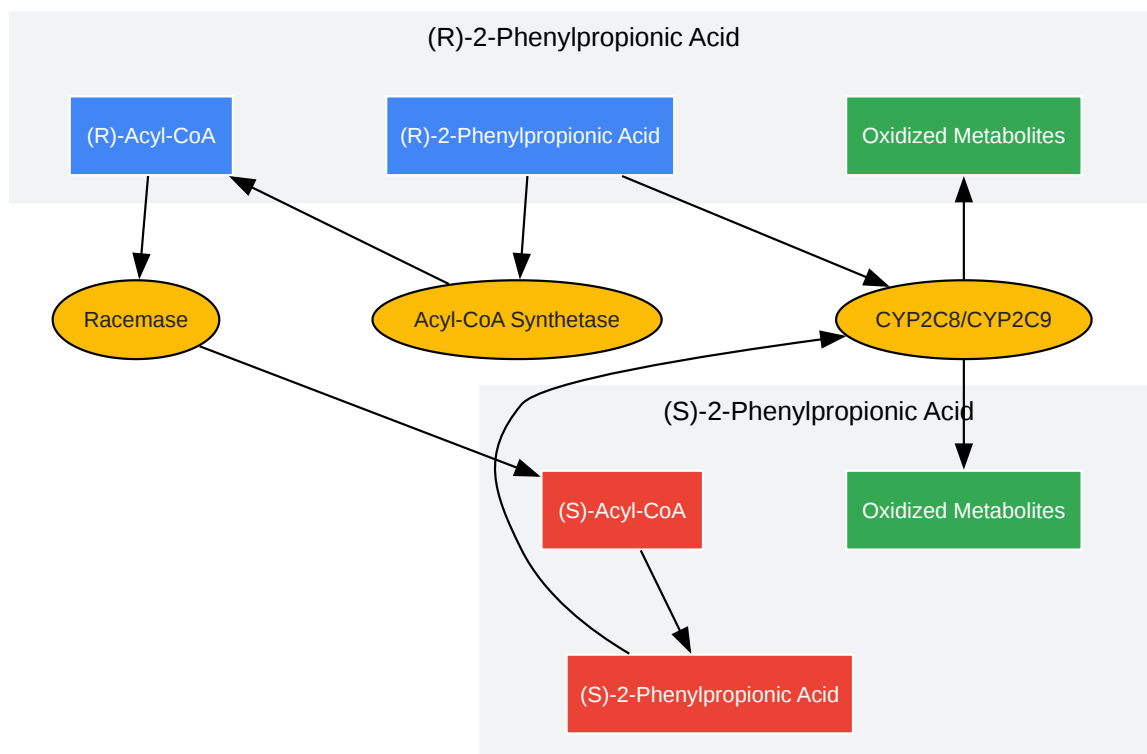 (R)-2-Phenylpropionic Acid
(R)-Acyl-CoA
(R)-2-Phenylpropionic Acid
Oxidized Metabolites
Racemase
Acyl-CoA Synthetase
CYP2C8/CYP2C9
(S)-2-Phenylpropionic Acid
(S)-Acyl-CoA
Oxidized Metabolites
(S)-2-Phenylpropionic Acid